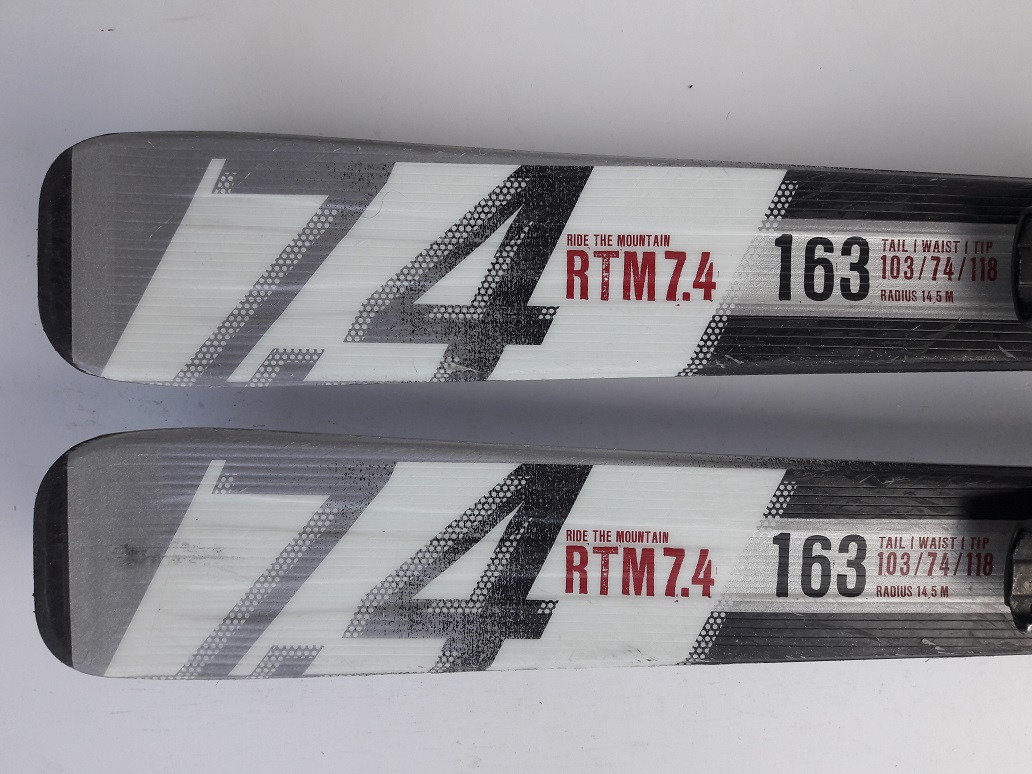 7.4
RIDE THE MOUNTAIN
RTM7.4
163
TAIL | WAIST | TIP
103/74/118
RADIUS 14,5 M
7.4
RIDE THE MOUNTAIN
RTM7.4
163
TAIL | WAIST | TIP
103/74/118
RADIUS 14,5 M